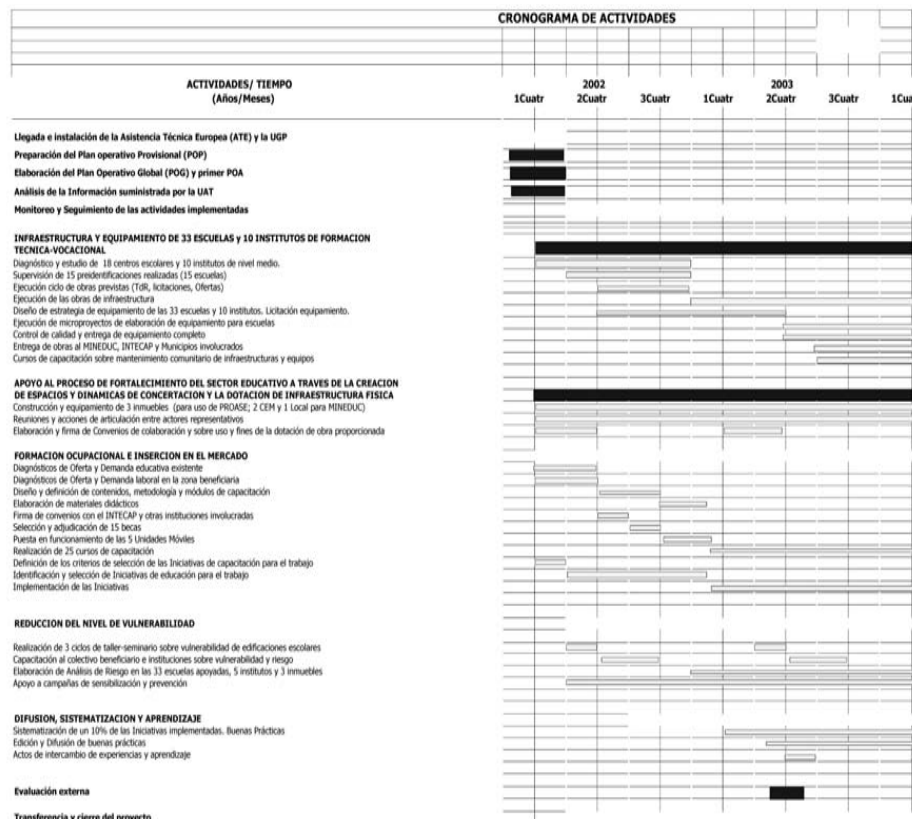 CRONOGRAMA DE ACTIVIDADES
ACTIVIDADES/ TIEMPO
(Años/Meses)
2002
2003
1Cuatr 2Cuatr 3Cuatr 1Cuatr 2Cuatr 3Cuatr 1Cua
Llegada e instalación de la Asistencia Técnica Europea (ATE) y la UGP
Preparación del Plan operativo Provisional (POP)
Elaboración del Plan Operativo Global (POG) y primer POA
Análisis de la Información suministrada por la UAT
Monitoreo y Seguimiento de las actividades implementadas
INFRAESTRUCTURA Y EQUIPAMIENTO DE 33 ESCUELAS y 10 INSTITUTOS DE FORMACION
TECNICA-VOCACIONAL
Diagnóstico y estudio de 18 centros escolares y 10 institutos de nivel medio.
Supervisión de 15 preidentificaciones realizadas (15 escuelas)
Ejecución ciclo de obras previstas (TdR, licitaciones, Ofertas)
Ejecución de las obras de infraestructura
Diseño de estrategia de equipamiento de las 33 escuelas y 10 institutos. Licitación equipamiento.
Ejecución de microproyectos de elaboración de equipamiento para escuelas
Control de calidad y entrega de equipamiento completo
Entrega de obras al MINEDUC, INTECAP y Municipios involucrados
Cursos de capacitación sobre mantenimiento comunitario de infraestructuras y equipos
APOYO AL PROCESO DE FORTALECIMIENTO DEL SECTOR EDUCATIVO A TRAVES DE LA CREACION
DE ESPACIOS Y DINAMICAS DE CONCERTACION Y LA DOTACION DE INFRAESTRUCTURA FISICA
Construcción y equipamiento de 3 inmuebles (para uso de PROASE; 2 CEM y 1 Local para MINEDUC)
Reuniones y acciones de articulación entre actores representativos
Elaboración y firma de Convenios de colaboración y sobre uso y fines de la dotación de obra proporcionada
FORMACION OCUPACIONAL E INSERCION EN EL MERCADO
Diagnósticos de Oferta y Demanda educativa existente
Diagnósticos de Oferta y Demanda laboral en la zona beneficiaria
Diseño y definición de contenidos, metodología y módulos de capacitación
Elaboración de materiales didácticos
Firma de convenios con el INTECAP y otras instituciones involucradas
Selección y adjudicación de 15 becas
Puesta en funcionamiento de las 5 Unidades Móviles
Realización de 25 cursos de capacitación
Definición de los criterios de selección de las Iniciativas de capacitación para el trabajo
Identificación y selección de Iniciativas de educación para el trabajo
Implementación de las Iniciativas
REDUCCION DEL NIVEL DE VULNERABILIDAD
Realización de 3 ciclos de taller-seminario sobre vulnerabilidad de edificaciones escolares
Capacitación al colectivo beneficiario e instituciones sobre vulnerabilidad y riesgo
Elaboración de Análisis de Riesgo en las 33 escuelas apoyadas, 5 institutos y 3 inmuebles
Apoyo a campañas de sensibilización y prevención
DIFUSION, SISTEMATIZACION Y APRENDIZAJE
Sistematización de un 10% de las Iniciativas implementadas. Buenas Prácticas
Edición y Difusión de buenas prácticas
Actos de intercambio de experiencias y aprendizaje
Evaluación externa
Transferencia y cierre del proyecto